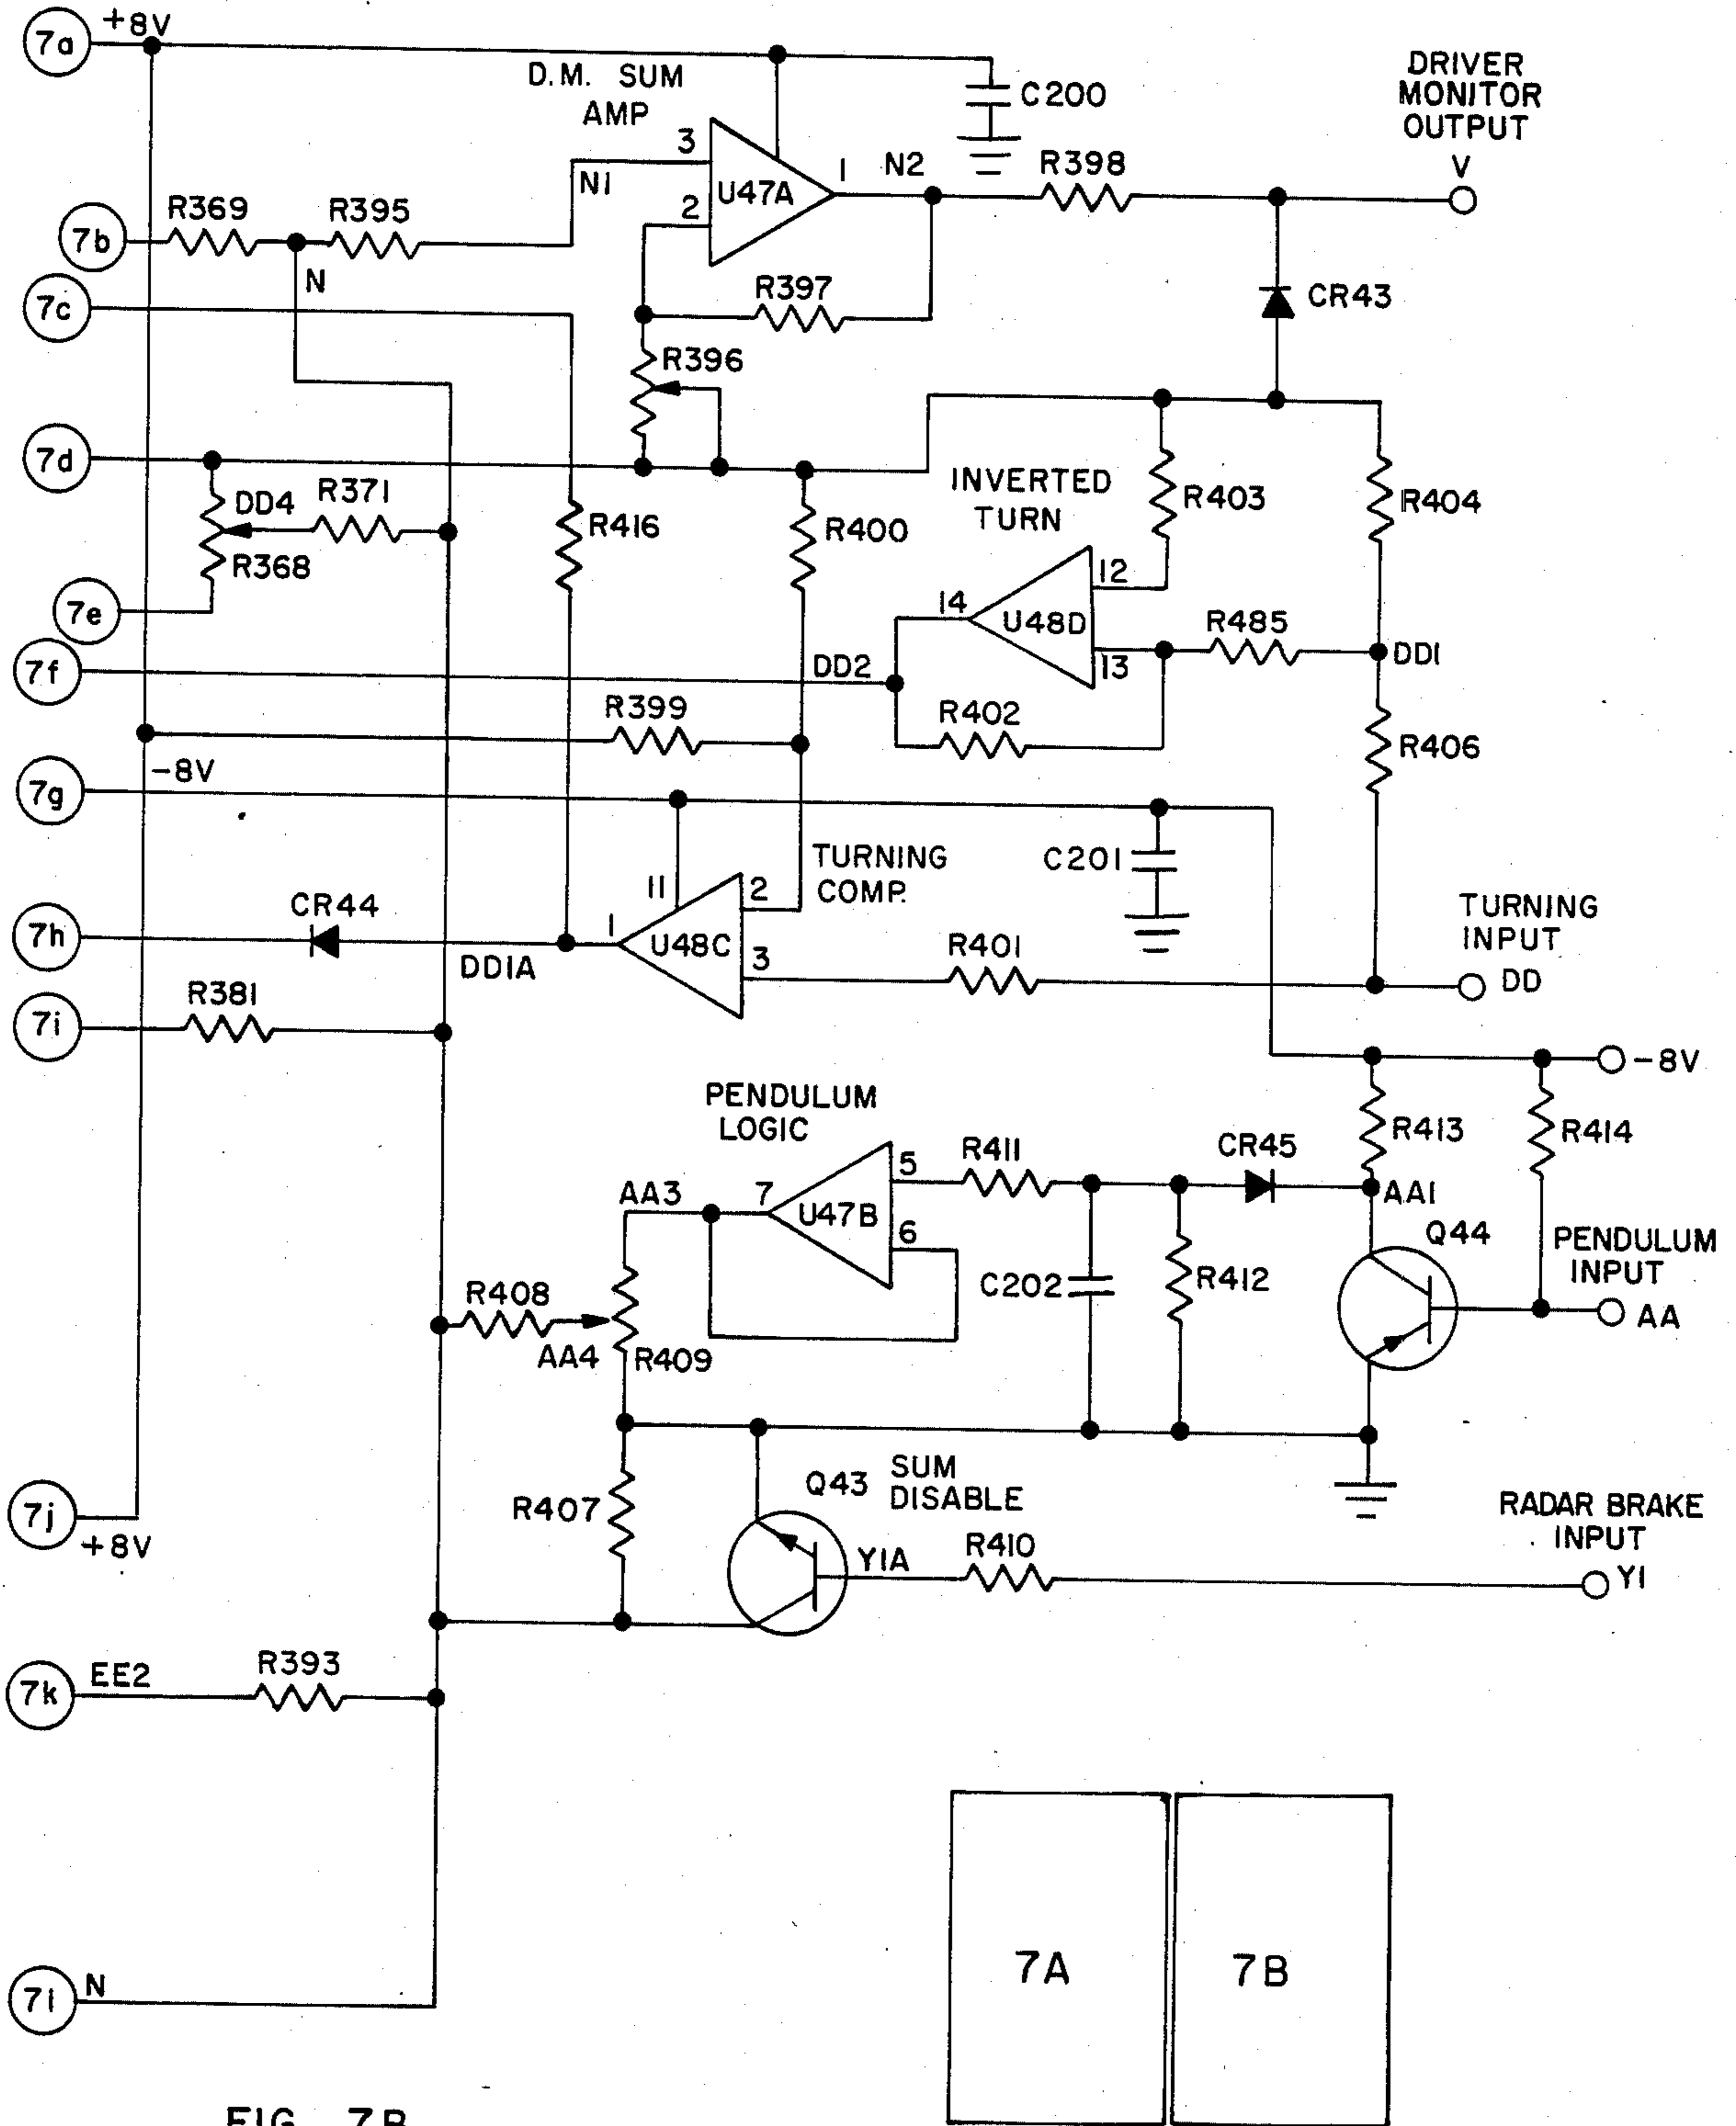 7a +8V
D.M. SUM
AMP
C200
DRIVER
MONITOR
OUTPUT
V
3
N1
2
U47A
1
N2
R398
7b
R369
R395
N
7c
R397
CR43
R396
7d
DD4
R371
R368
R416
R400
INVERTED
TURN
R403
R404
7e
12
14
U48D
13
R485
DD1
7f
DD2
R399
R402
R406
7g
-8V
C201
TURNING
COMP.
11
2
1
U48C
3
7h
CR44
DD1A
R401
TURNING
INPUT
DD
7i
R381
-8V
PENDULUM
LOGIC
R413
R414
AA3
7
U47B
5
6
R411
CR45
AA1
Q44
PENDULUM
INPUT
AA
C202
R412
R408
AA4
R409
7j
+8V
R407
Q43
SUM
DISABLE
Y1A
R410
RADAR BRAKE
INPUT
Y1
7k
EE2
R393
7l
N
7A
7B
FIG. 7B